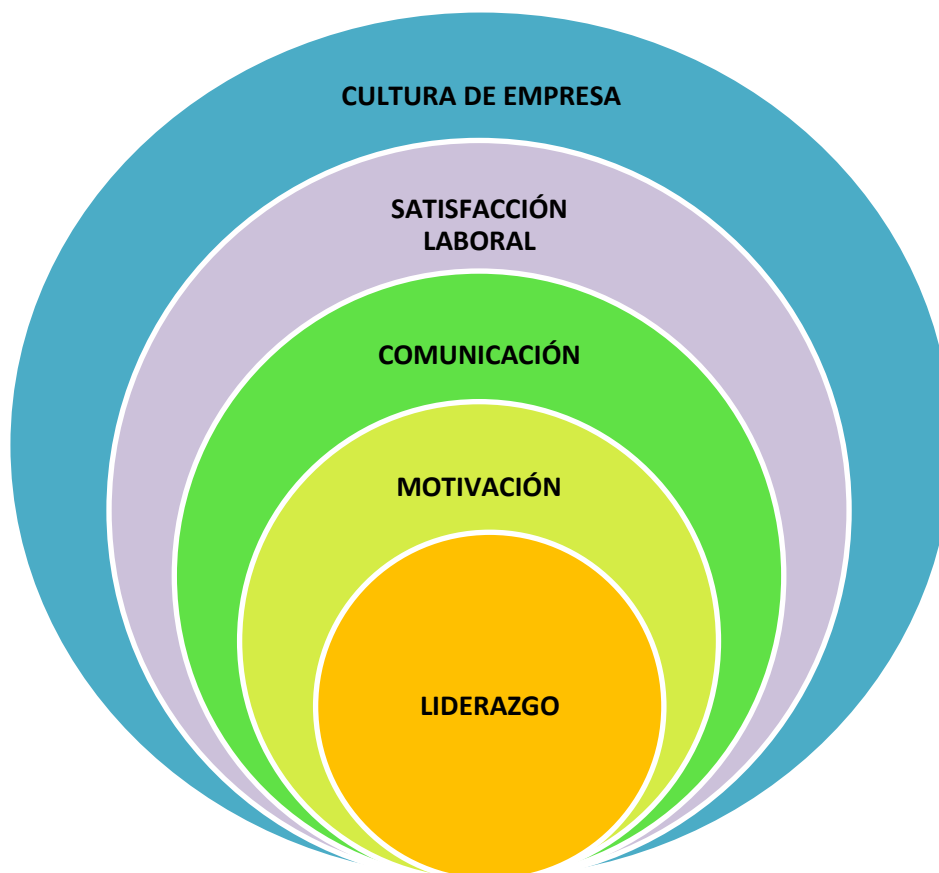 CULTURA DE EMPRESA
SATISFACCIÓN
LABORAL
COMUNICACIÓN
MOTIVACIÓN
LIDERAZGO